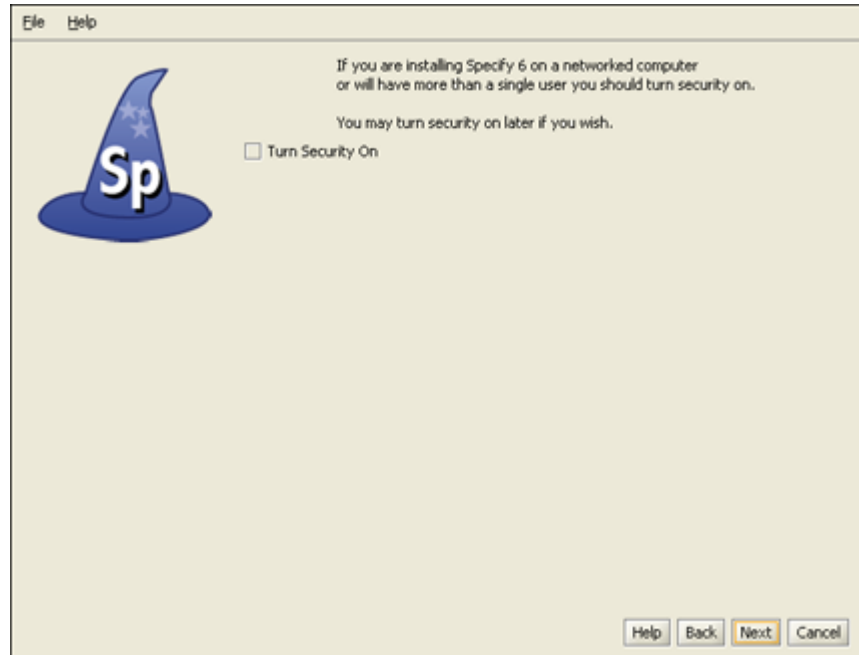 File Help
If you are installing Specify 6 on a networked computer
or will have more than a single user you should turn security on.
You may turn security on later if you wish.
Turn Security On
Sp
Help Back Next Cancel